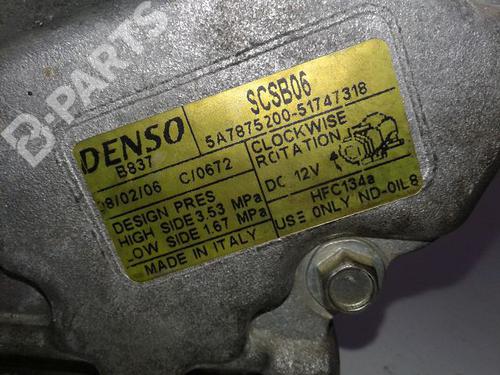 B-PARTS
SCSB06
DENSO 5A7875200-51747318
B837 CLOCKWISE
ROTATION
08/02/06 C/0672 DC 12V
DESIGN PRES HFC134a
HIGH SIDE 3.53 MPa USE ONLY ND-OIL8
LOW SIDE 1.67 MPa
MADE IN ITALY